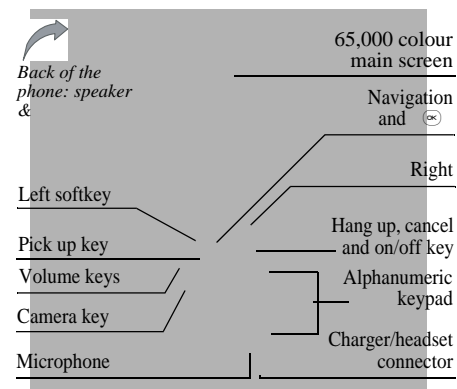 65,000 colour
main screen
Back of the
phone: speaker
&
Navigation
and OK
Right
Left softkey
Hang up, cancel
and on/off key
Pick up key
Volume keys
Alphanumeric
keypad
Camera key
Charger/headset
connector
Microphone